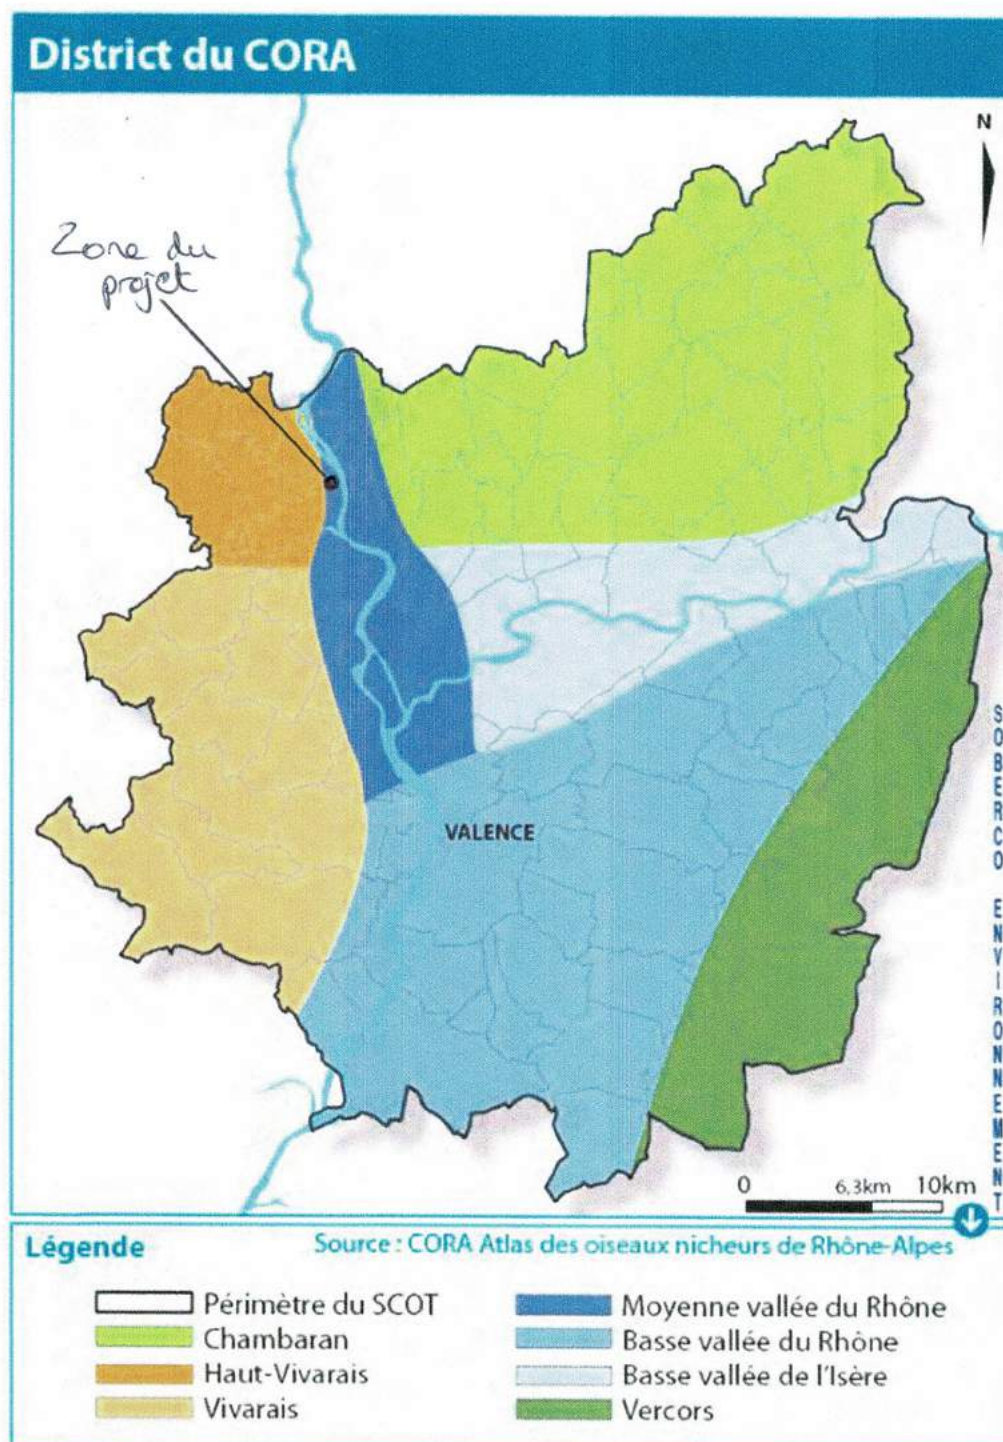 District du CORA
N
Zone du
projet
VALENCE
SOBERCO ENVIRONNEMENT
0 6,3km 10km
Légende
Source : CORA Atlas des oiseaux nicheurs de Rhône-Alpes
Périmètre du SCOT
Chambaran
Haut-Vivarais
Vivarais
Moyenne vallée du Rhône
Basse vallée du Rhône
Basse vallée de l'Isère
Vercors